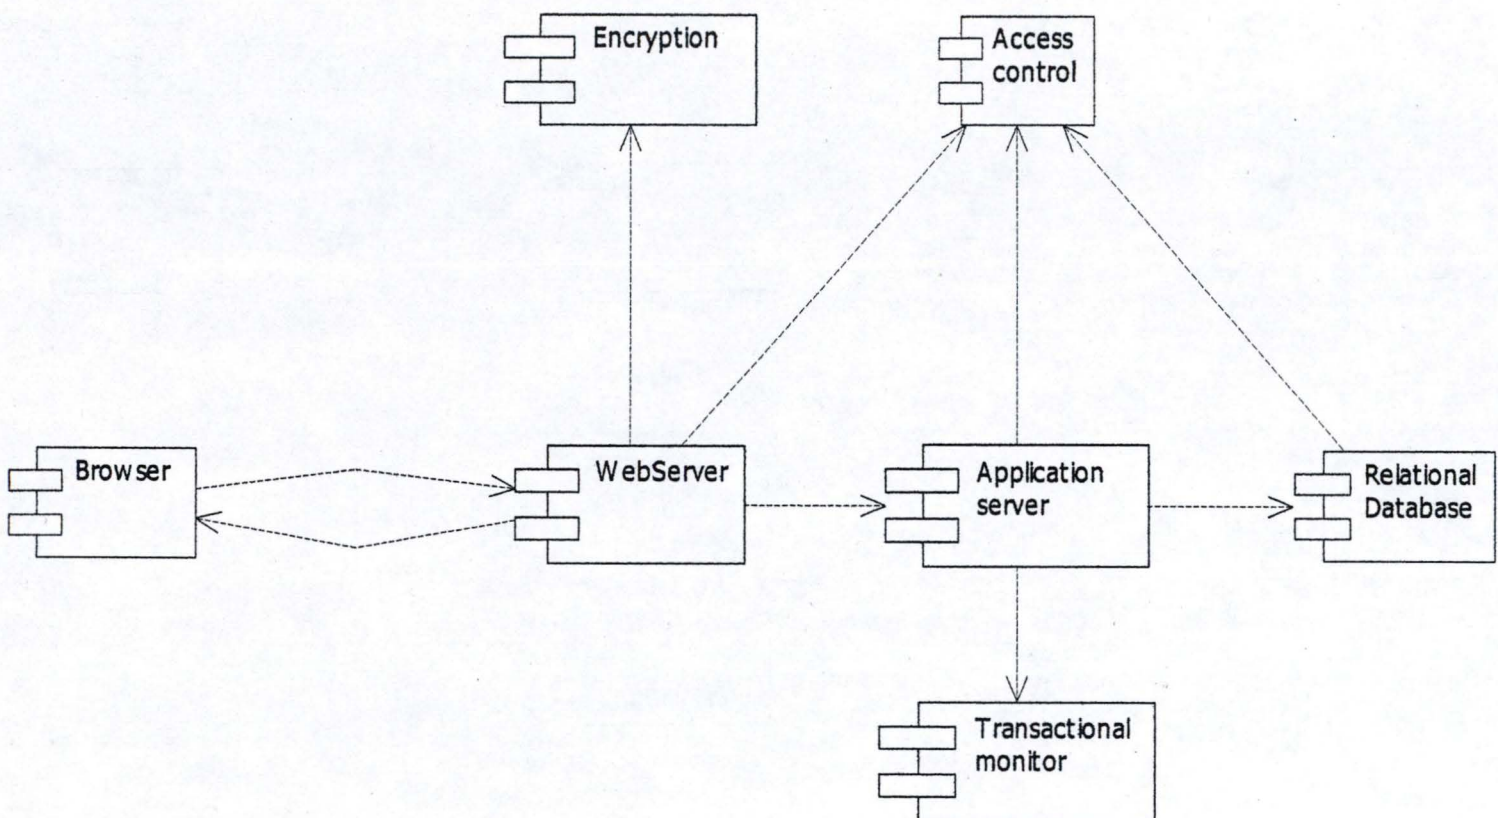 Encryption
Access
control
Browser
WebServer
Application
server
Relational
Database
Transactional
monitor